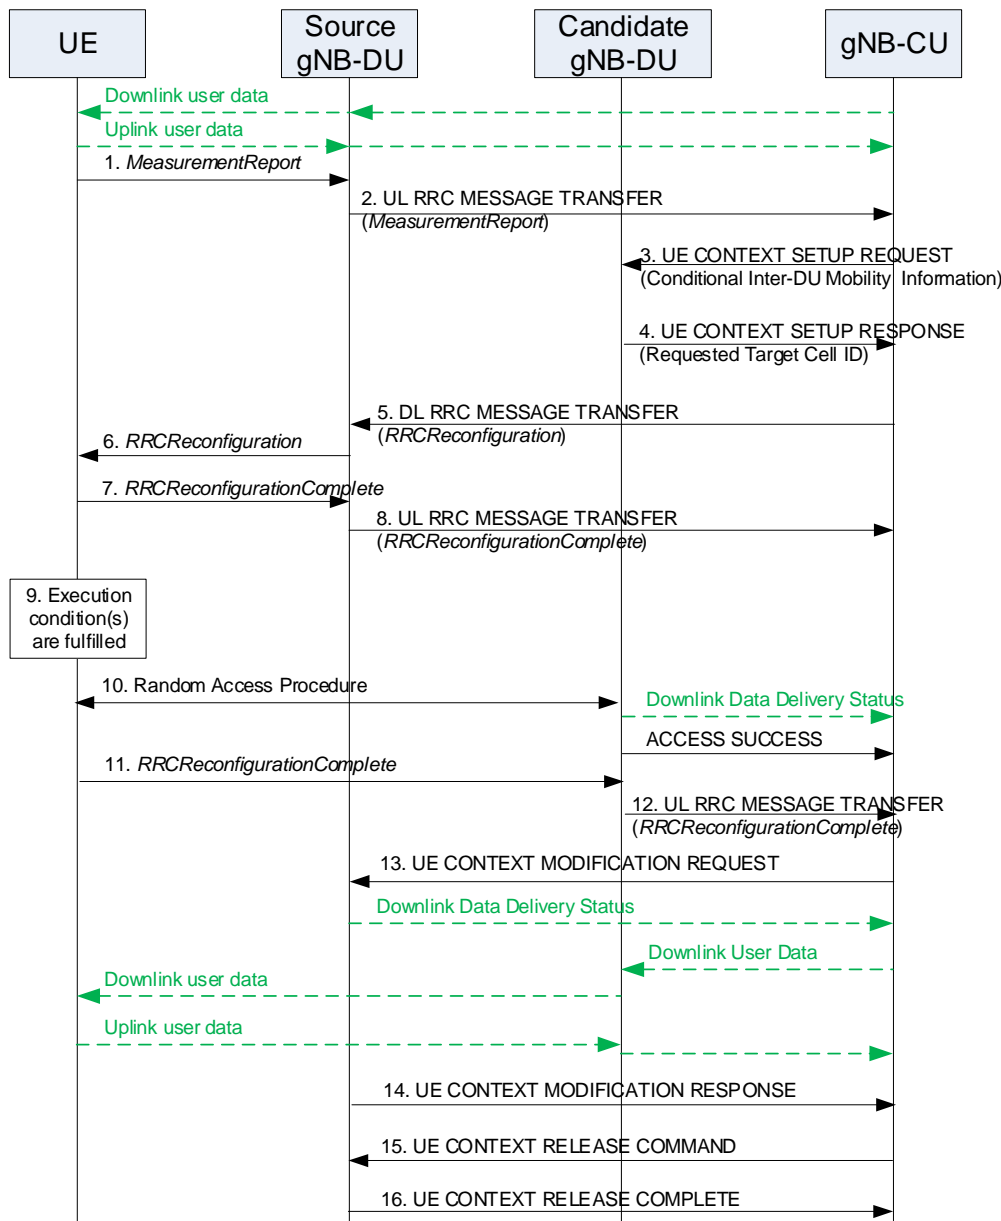 UE
Source
gNB-DU
Candidate
gNB-DU
gNB-CU
Downlink user data
Uplink user data
1. MeasurementReport
2. UL RRC MESSAGE TRANSFER
(MeasurementReport)
3. UE CONTEXT SETUP REQUEST
(Conditional Inter-DU Mobility Information)
4. UE CONTEXT SETUP RESPONSE
(Requested Target Cell ID)
5. DL RRC MESSAGE TRANSFER
(RRCReconfiguration)
6. RRCReconfiguration
7. RRCReconfigurationComplete
8. UL RRC MESSAGE TRANSFER
(RRCReconfigurationComplete)
9. Execution
condition(s)
are fulfilled
10. Random Access Procedure
Downlink Data Delivery Status
ACCESS SUCCESS
11. RRCReconfigurationComplete
12. UL RRC MESSAGE TRANSFER
(RRCReconfigurationComplete)
13. UE CONTEXT MODIFICATION REQUEST
Downlink Data Delivery Status
Downlink User Data
Downlink user data
Uplink user data
14. UE CONTEXT MODIFICATION RESPONSE
15. UE CONTEXT RELEASE COMMAND
16. UE CONTEXT RELEASE COMPLETE